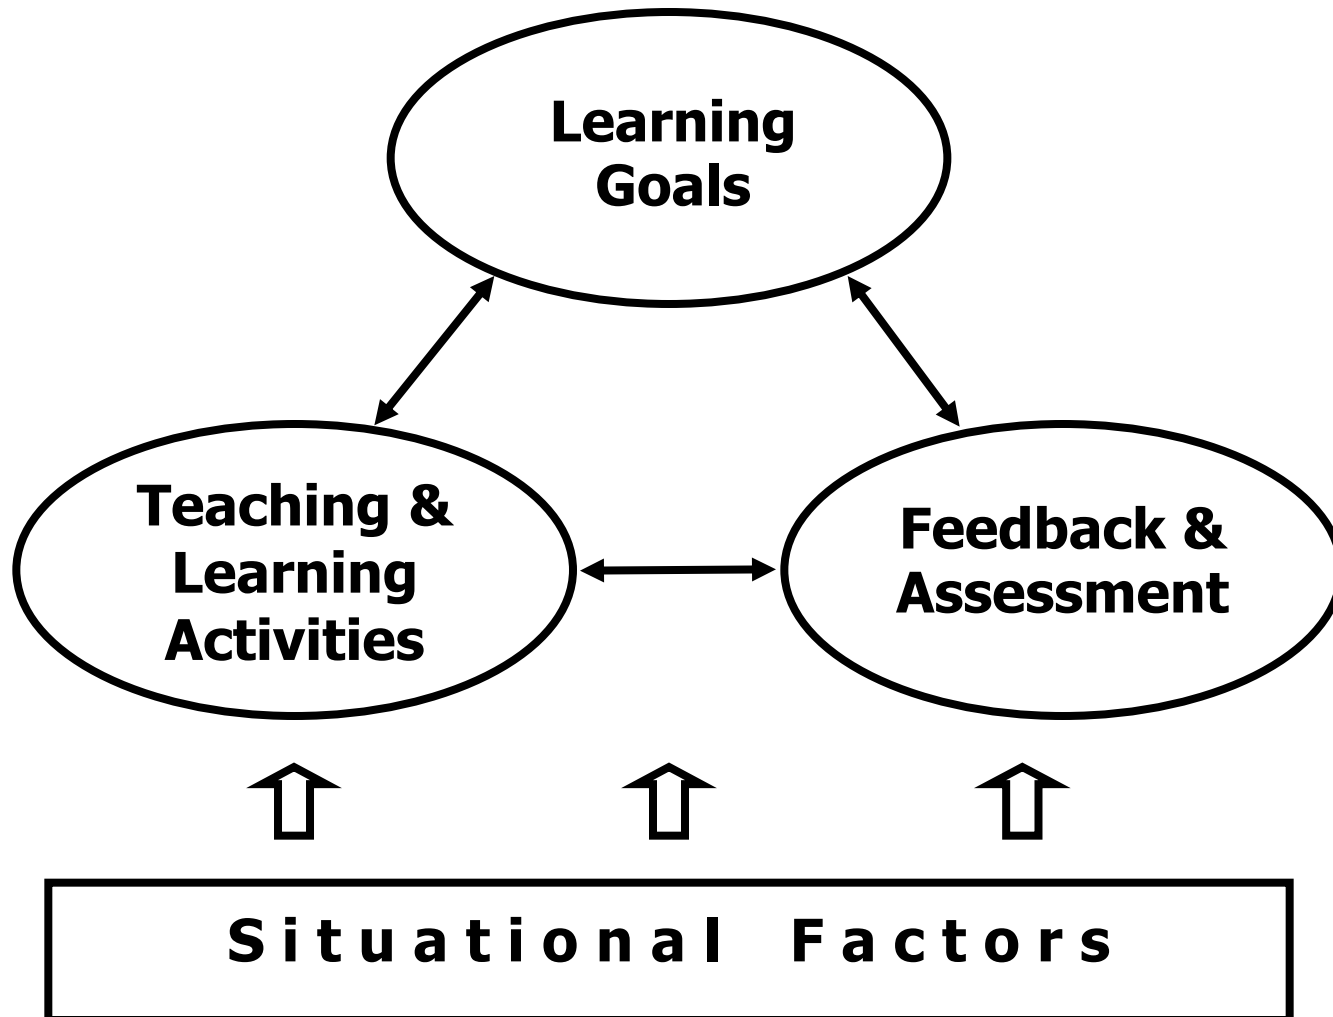 Learning
Goals
Teaching &
Learning
Activities
Feedback &
Assessment
Situational Factors